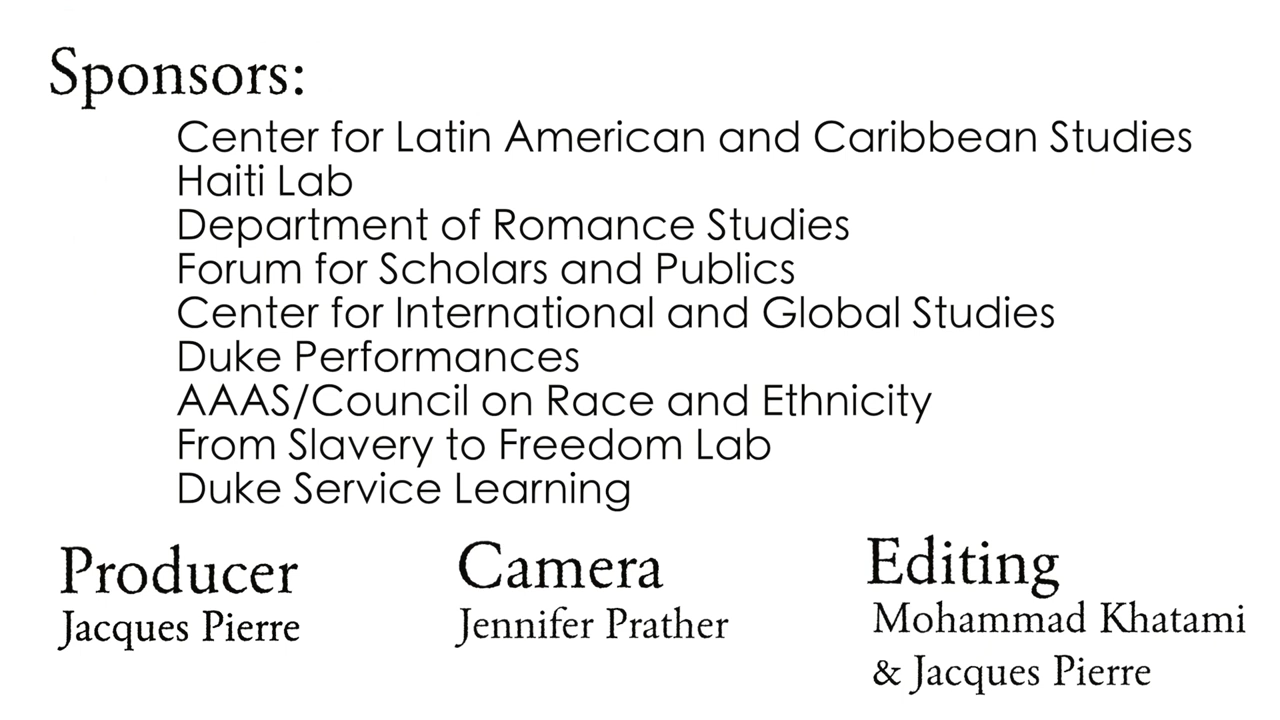 Sponsors:
Center for Latin American and Caribbean Studies
Haiti Lab
Department of Romance Studies
Forum for Scholars and Publics
Center for International and Global Studies
Duke Performances
AAAS/Council on Race and Ethnicity
From Slavery to Freedom Lab
Duke Service Learning
Producer
Jacques Pierre
Camera
Jennifer Prather
Editing
Mohammad Khatami
& Jacques Pierre